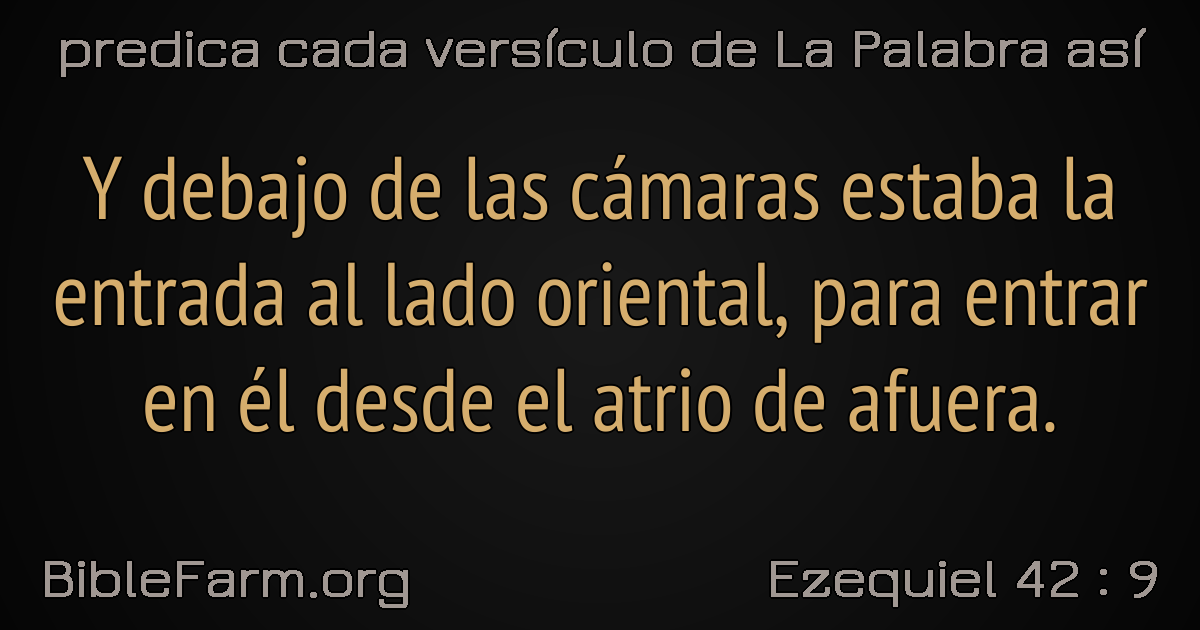 predica cada versículo de La Palabra así
Y debajo de las cámaras estaba la
entrada al lado oriental, para entrar
en él desde el atrio de afuera.
BibleFarm.org
Ezequiel 42 : 9